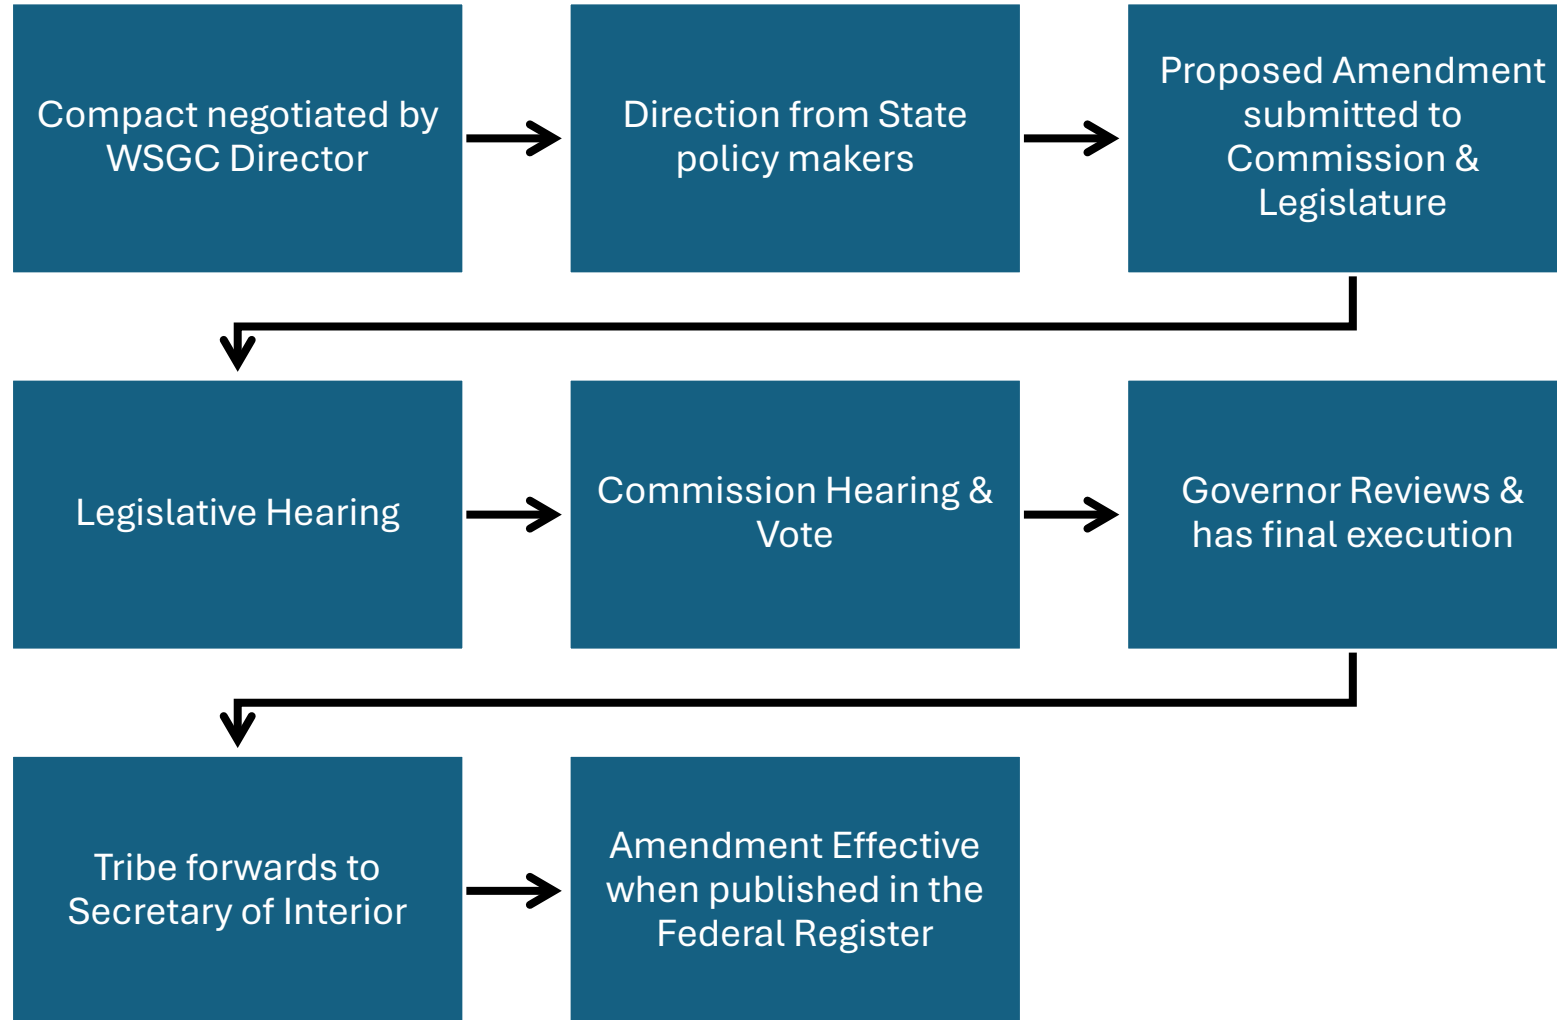 Compact negotiated by
WSGC Director
Direction from State
policy makers
Proposed Amendment
submitted to
Commission &
Legislature
Legislative Hearing
Commission Hearing &
Vote
Governor Reviews &
has final execution
Tribe forwards to
Secretary of Interior
Amendment Effective
when published in the
Federal Register